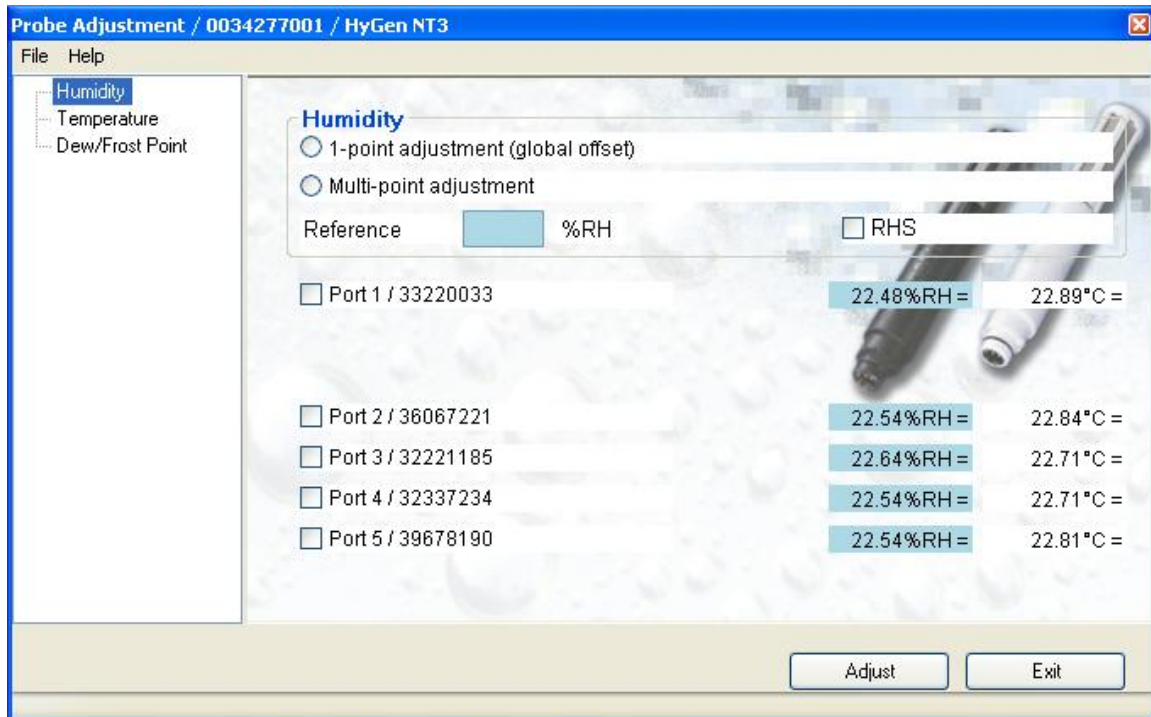 Probe Adjustment / 0034277001 / HyGen NT3
File Help
Humidity
Temperature
Dew/Frost Point
Humidity
1-point adjustment (global offset)
Multi-point adjustment
Reference %RH RHS
Port 1 / 33220033 22.48%RH = 22.89°C =
Port 2 / 36067221 22.54%RH = 22.84°C =
Port 3 / 32221185 22.64%RH = 22.71°C =
Port 4 / 32337234 22.54%RH = 22.71°C =
Port 5 / 39678190 22.54%RH = 22.81°C =
Adjust Exit